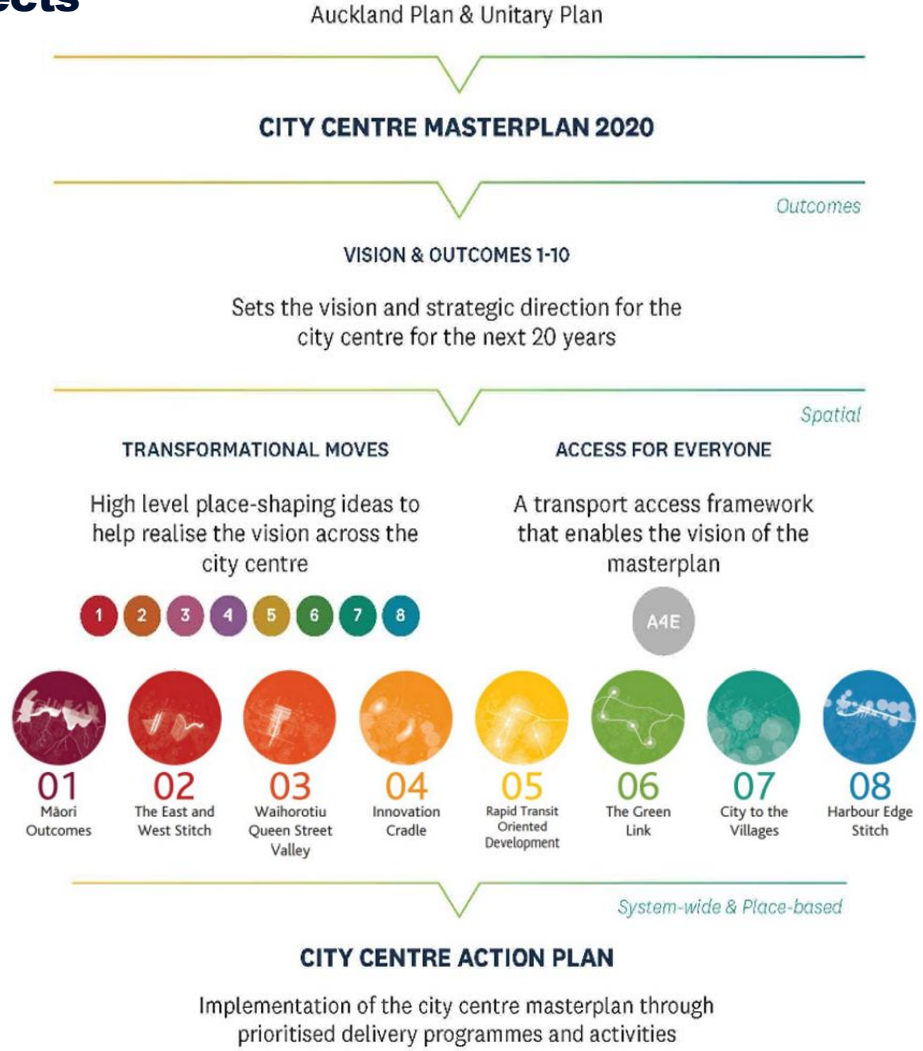 Auckland Plan & Unitary Plan
CITY CENTRE MASTERPLAN 2020
Outcomes
VISION & OUTCOMES 1-10
Sets the vision and strategic direction for the
city centre for the next 20 years
Spatial
TRANSFORMATIONAL MOVES
High level place-shaping ideas to
help realise the vision across the
city centre
1 2 3 4 5 6 7 8
ACCESS FOR EVERYONE
A transport access framework
that enables the vision of the
masterplan
A4E
01
Māori
Outcomes
02
The East and
West Stitch
03
Waihorotiu
Queen Street
Valley
04
Innovation
Cradle
05
Rapid Transit
Oriented
Development
06
The Green
Link
07
City to the
Villages
08
Harbour Edge
Stitch
System-wide & Place-based
CITY CENTRE ACTION PLAN
Implementation of the city centre masterplan through
prioritised delivery programmes and activities